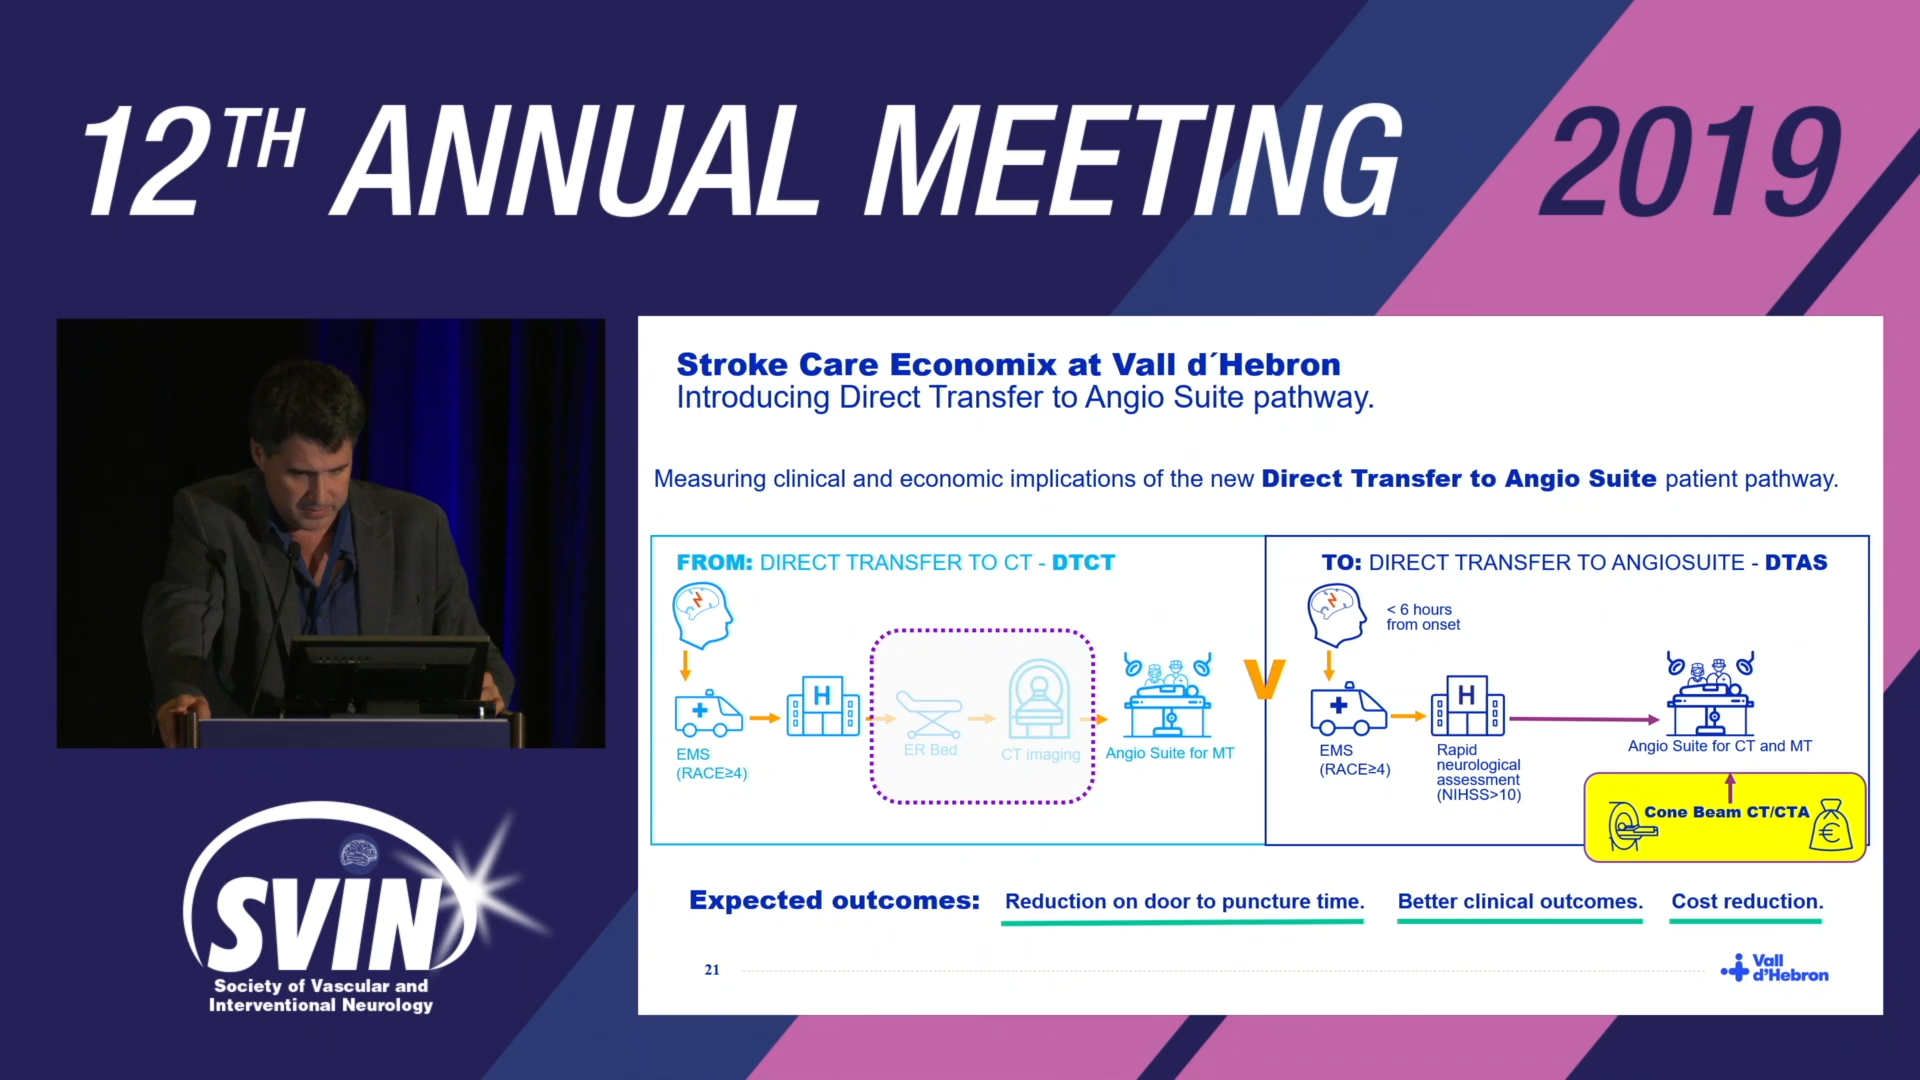 12TH ANNUAL MEETING 2019
Stroke Care Economix at Vall d´Hebron
Introducing Direct Transfer to Angio Suite pathway.
Measuring clinical and economic implications of the new Direct Transfer to Angio Suite patient pathway.
FROM: DIRECT TRANSFER TO CT - DTCT
H
ER Bed
CT imaging
Angio Suite for MT
EMS
(RACE≥4)
V
TO: DIRECT TRANSFER TO ANGIOSUITE - DTAS
< 6 hours
from onset
H
EMS
(RACE≥4)
Rapid
neurological
assessment
(NIHSS>10)
Angio Suite for CT and MT
Cone Beam CT/CTA
€
Expected outcomes: Reduction on door to puncture time. Better clinical outcomes. Cost reduction.
21
Vall
d'Hebron
SVIN
Society of Vascular and
Interventional Neurology